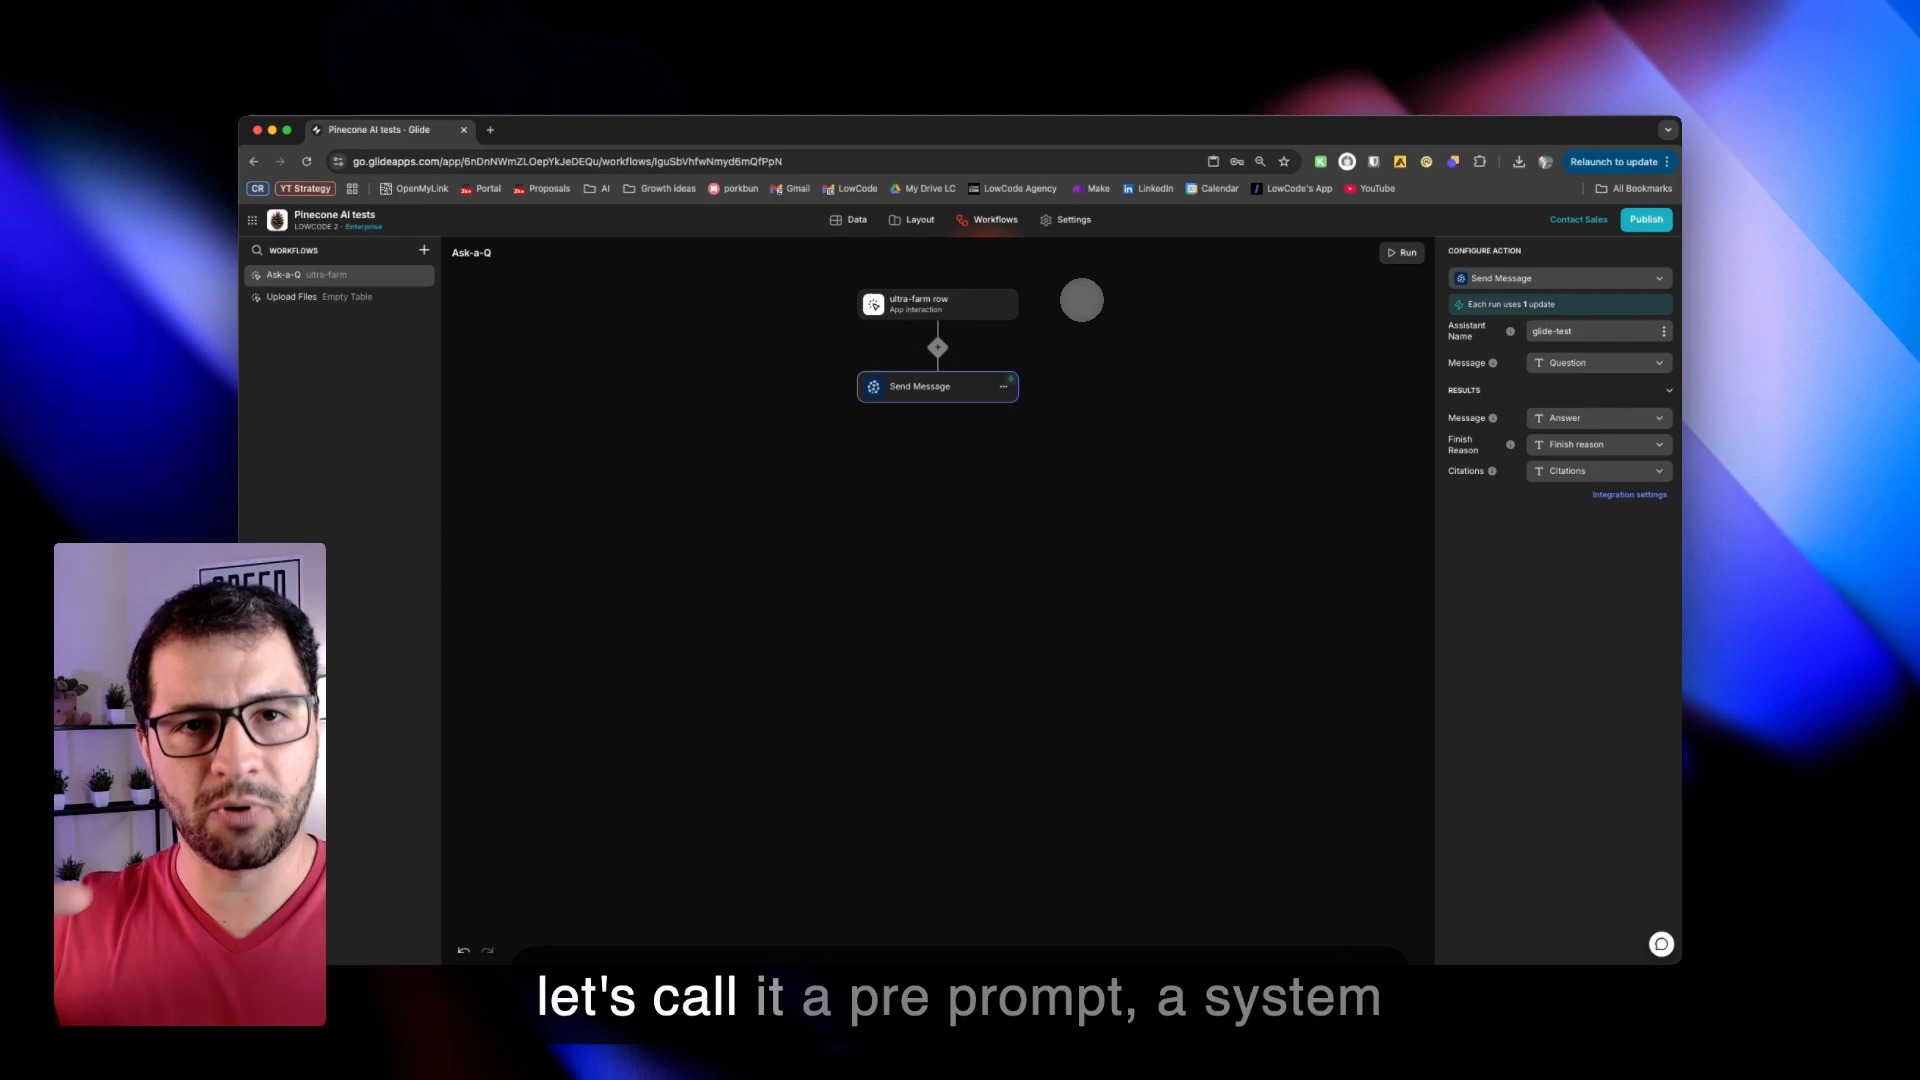 Pinecone AI tests · Glide
go.glideapps.com/app/6nDnNWmZLOepYkJeDEQu/workflows/IguSbVhfwNmyd6mQfPpN
Relaunch to update
CR
YT Strategy
OpenMyLink
Portal
Proposals
AI
Growth ideas
porkbun
Gmail
LowCode
My Drive LC
LowCode Agency
Make
LinkedIn
Calendar
LowCode's App
YouTube
All Bookmarks
Pinecone AI tests
LOWCODE 2 · Enterprise
Data
Layout
Workflows
Settings
Contact Sales
Publish
WORKFLOWS
Ask-a-Q ultra-farm
Upload Files Empty Table
Ask-a-Q
Run
ultra-farm row
App interaction
Send Message
CONFIGURE ACTION
Send Message
Each run uses 1 update
Assistant
Name
glide-test
Message
Question
RESULTS
Message
Answer
Finish
Reason
Finish reason
Citations
Citations
Integration settings
let's call it a pre prompt, a system